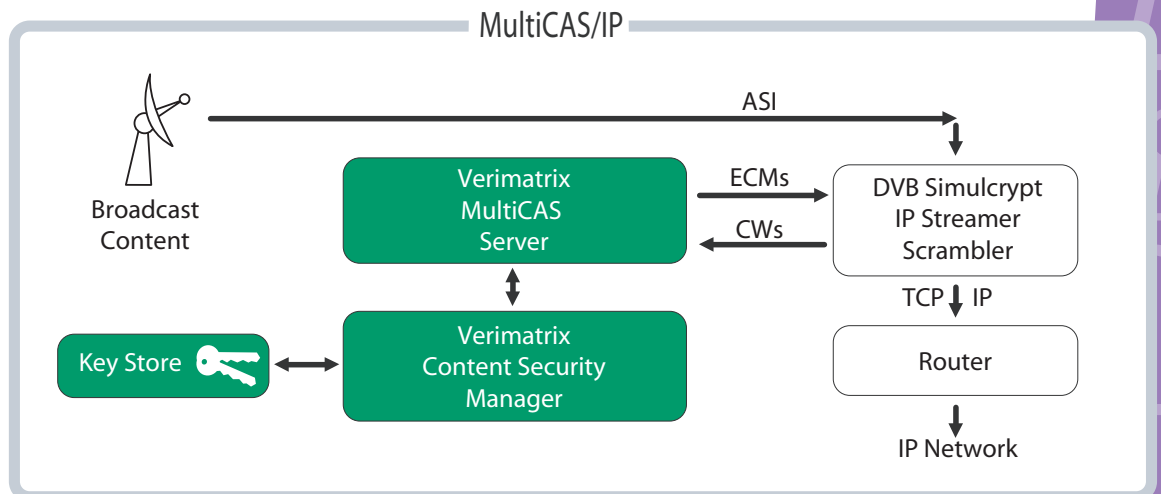 MultiCAS/IP
ASI
Broadcast
Content
Verimatrix
MultiCAS
Server
ECMs
CWs
DVB Simulcrypt
IP Streamer
Scrambler
TCP IP
Key Store
Verimatrix
Content Security
Manager
Router
IP Network